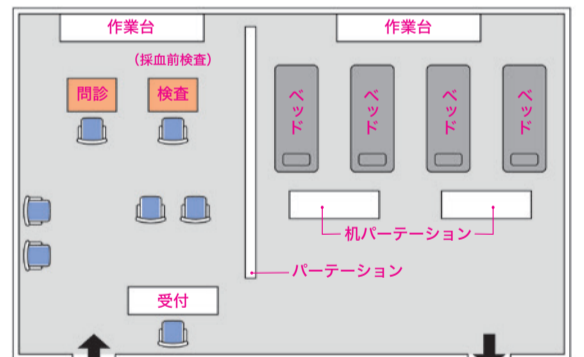 作業台
作業台
(採血前検査)
問診
検査
ベッド
ベッド
ベッド
ベッド
机パーテーション
パーテーション
受付